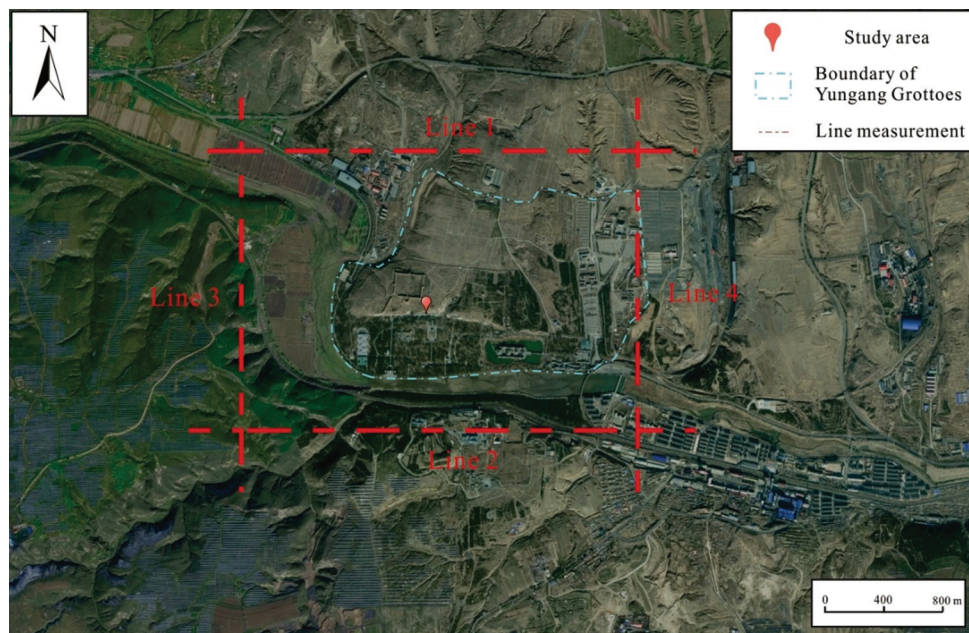 N
Study area
Boundary of
Yungang Grottoes
Line measurement
Line 1
Line 3
Line 4
Line 2
0 400 800 m